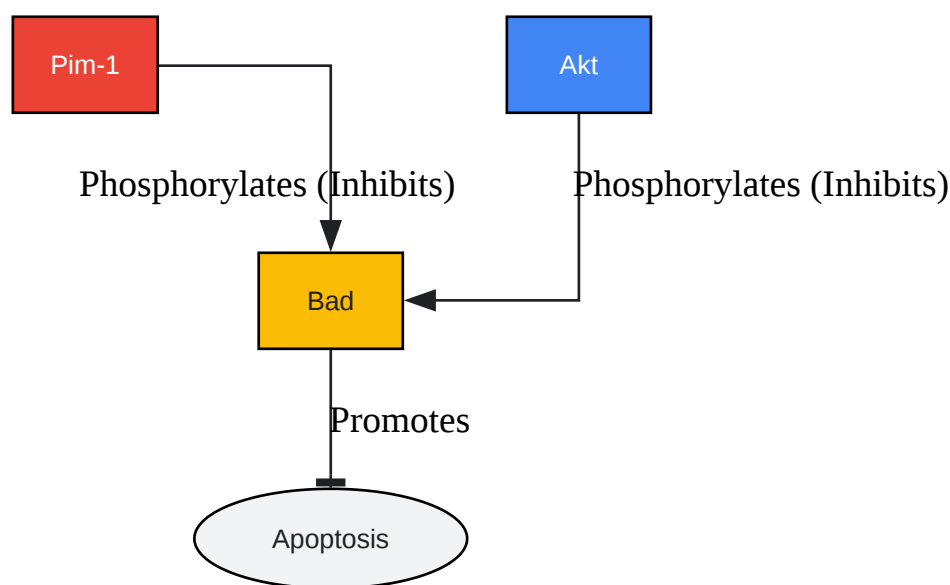 Pim-1
Akt
Phosphorylates (Inhibits)
Phosphorylates (Inhibits)
Bad
Promotes
Apoptosis